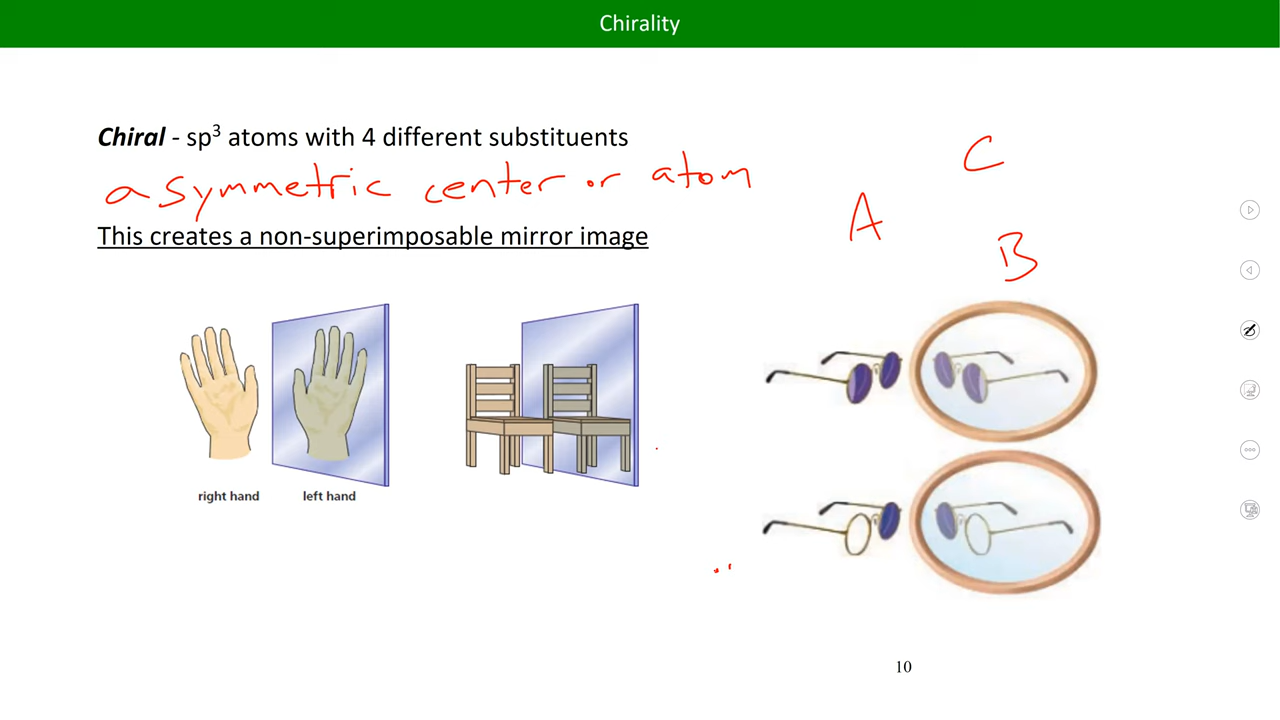 Chirality
Chiral - sp³ atoms with 4 different substituents
asymmetric center or atom
This creates a non-superimposable mirror image
C
A
B
right hand
left hand
10